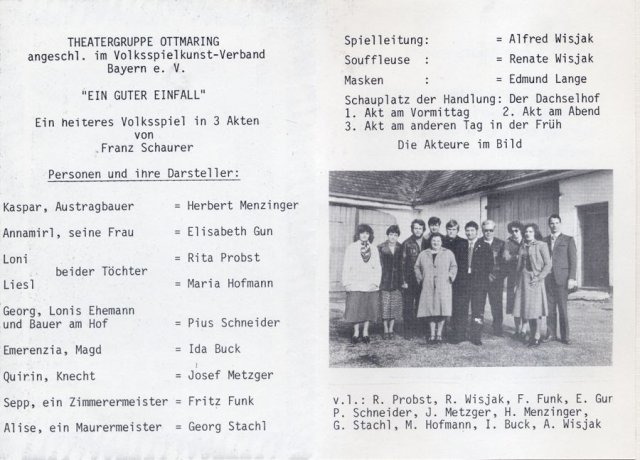 THEATERGRUPPE OTTMARING
angeschl. im Volksspielkunst-Verband
Bayern e. V.
"EIN GUTER EINFALL"
Ein heiteres Volksspiel in 3 Akten
von
Franz Schaurer
Personen und ihre Darsteller:
Kaspar, Austragbauer = Herbert Menzinger
Annamirl, seine Frau = Elisabeth Gun
Loni = Rita Probst
beider Töchter
Liesl = Maria Hofmann
Georg, Lonis Ehemann
und Bauer am Hof = Pius Schneider
Emerenzia, Magd = Ida Buck
Quirin, Knecht = Josef Metzger
Sepp, ein Zimmerermeister = Fritz Funk
Alise, ein Maurermeister = Georg Stachl
Spielleitung: = Alfred Wisjak
Souffleuse : = Renate Wisjak
Masken : = Edmund Lange
Schauplatz der Handlung: Der Dachselhof
1. Akt am Vormittag 2. Akt am Abend
3. Akt am anderen Tag in der Früh
Die Akteure im Bild
v.l.: R. Probst, R. Wisjak, F. Funk, E. Gun
P. Schneider, J. Metzger, H. Menzinger,
G. Stachl, M. Hofmann, I. Buck, A. Wisjak